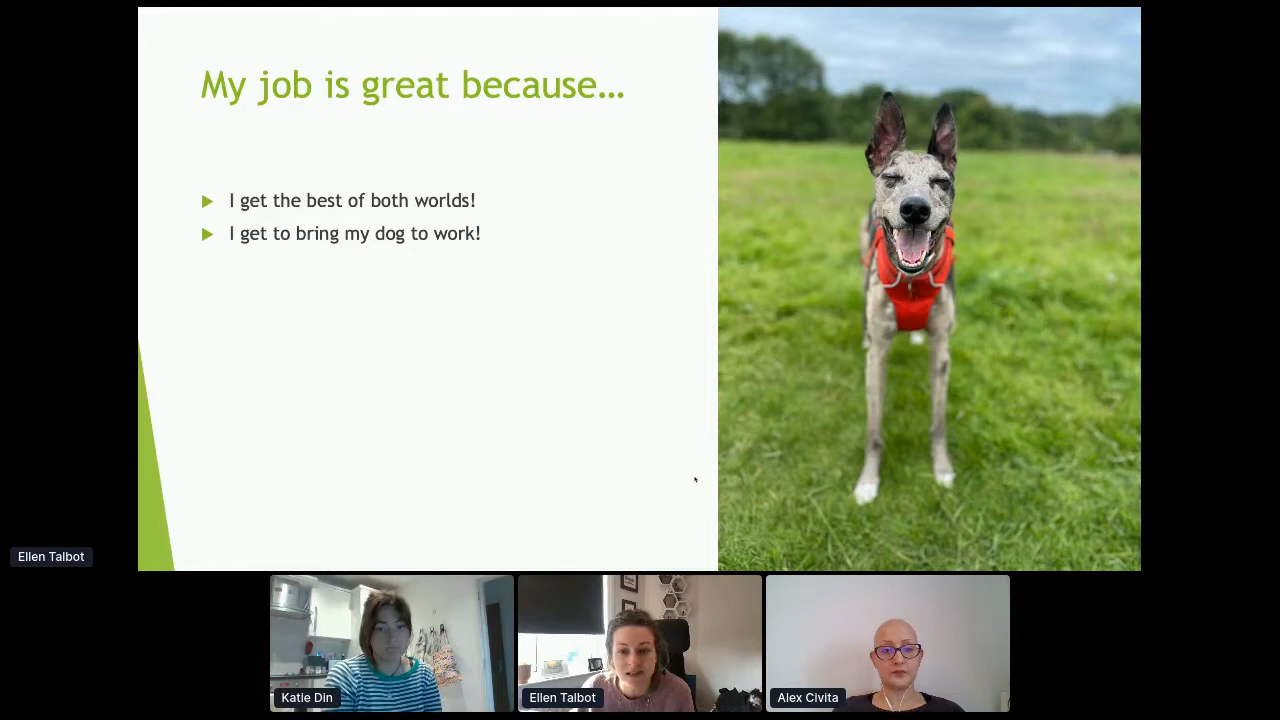 My job is great because...
I get the best of both worlds!
I get to bring my dog to work!
Ellen Talbot
Katie Din
Ellen Talbot
Alex Civita